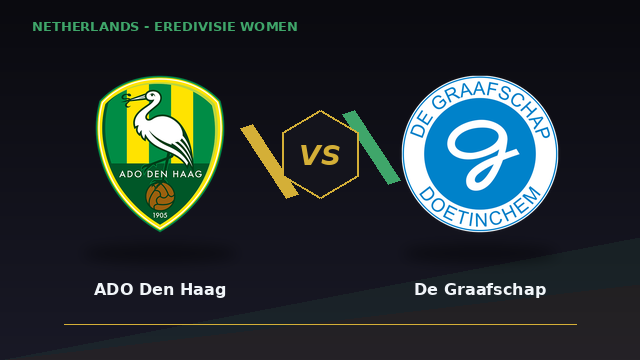 NETHERLANDS - EREDIVISIE WOMEN
ADO DEN HAAG
1905
VS
DE GRAAFSCHAP
DOETINCHEM
ADO Den Haag
De Graafschap